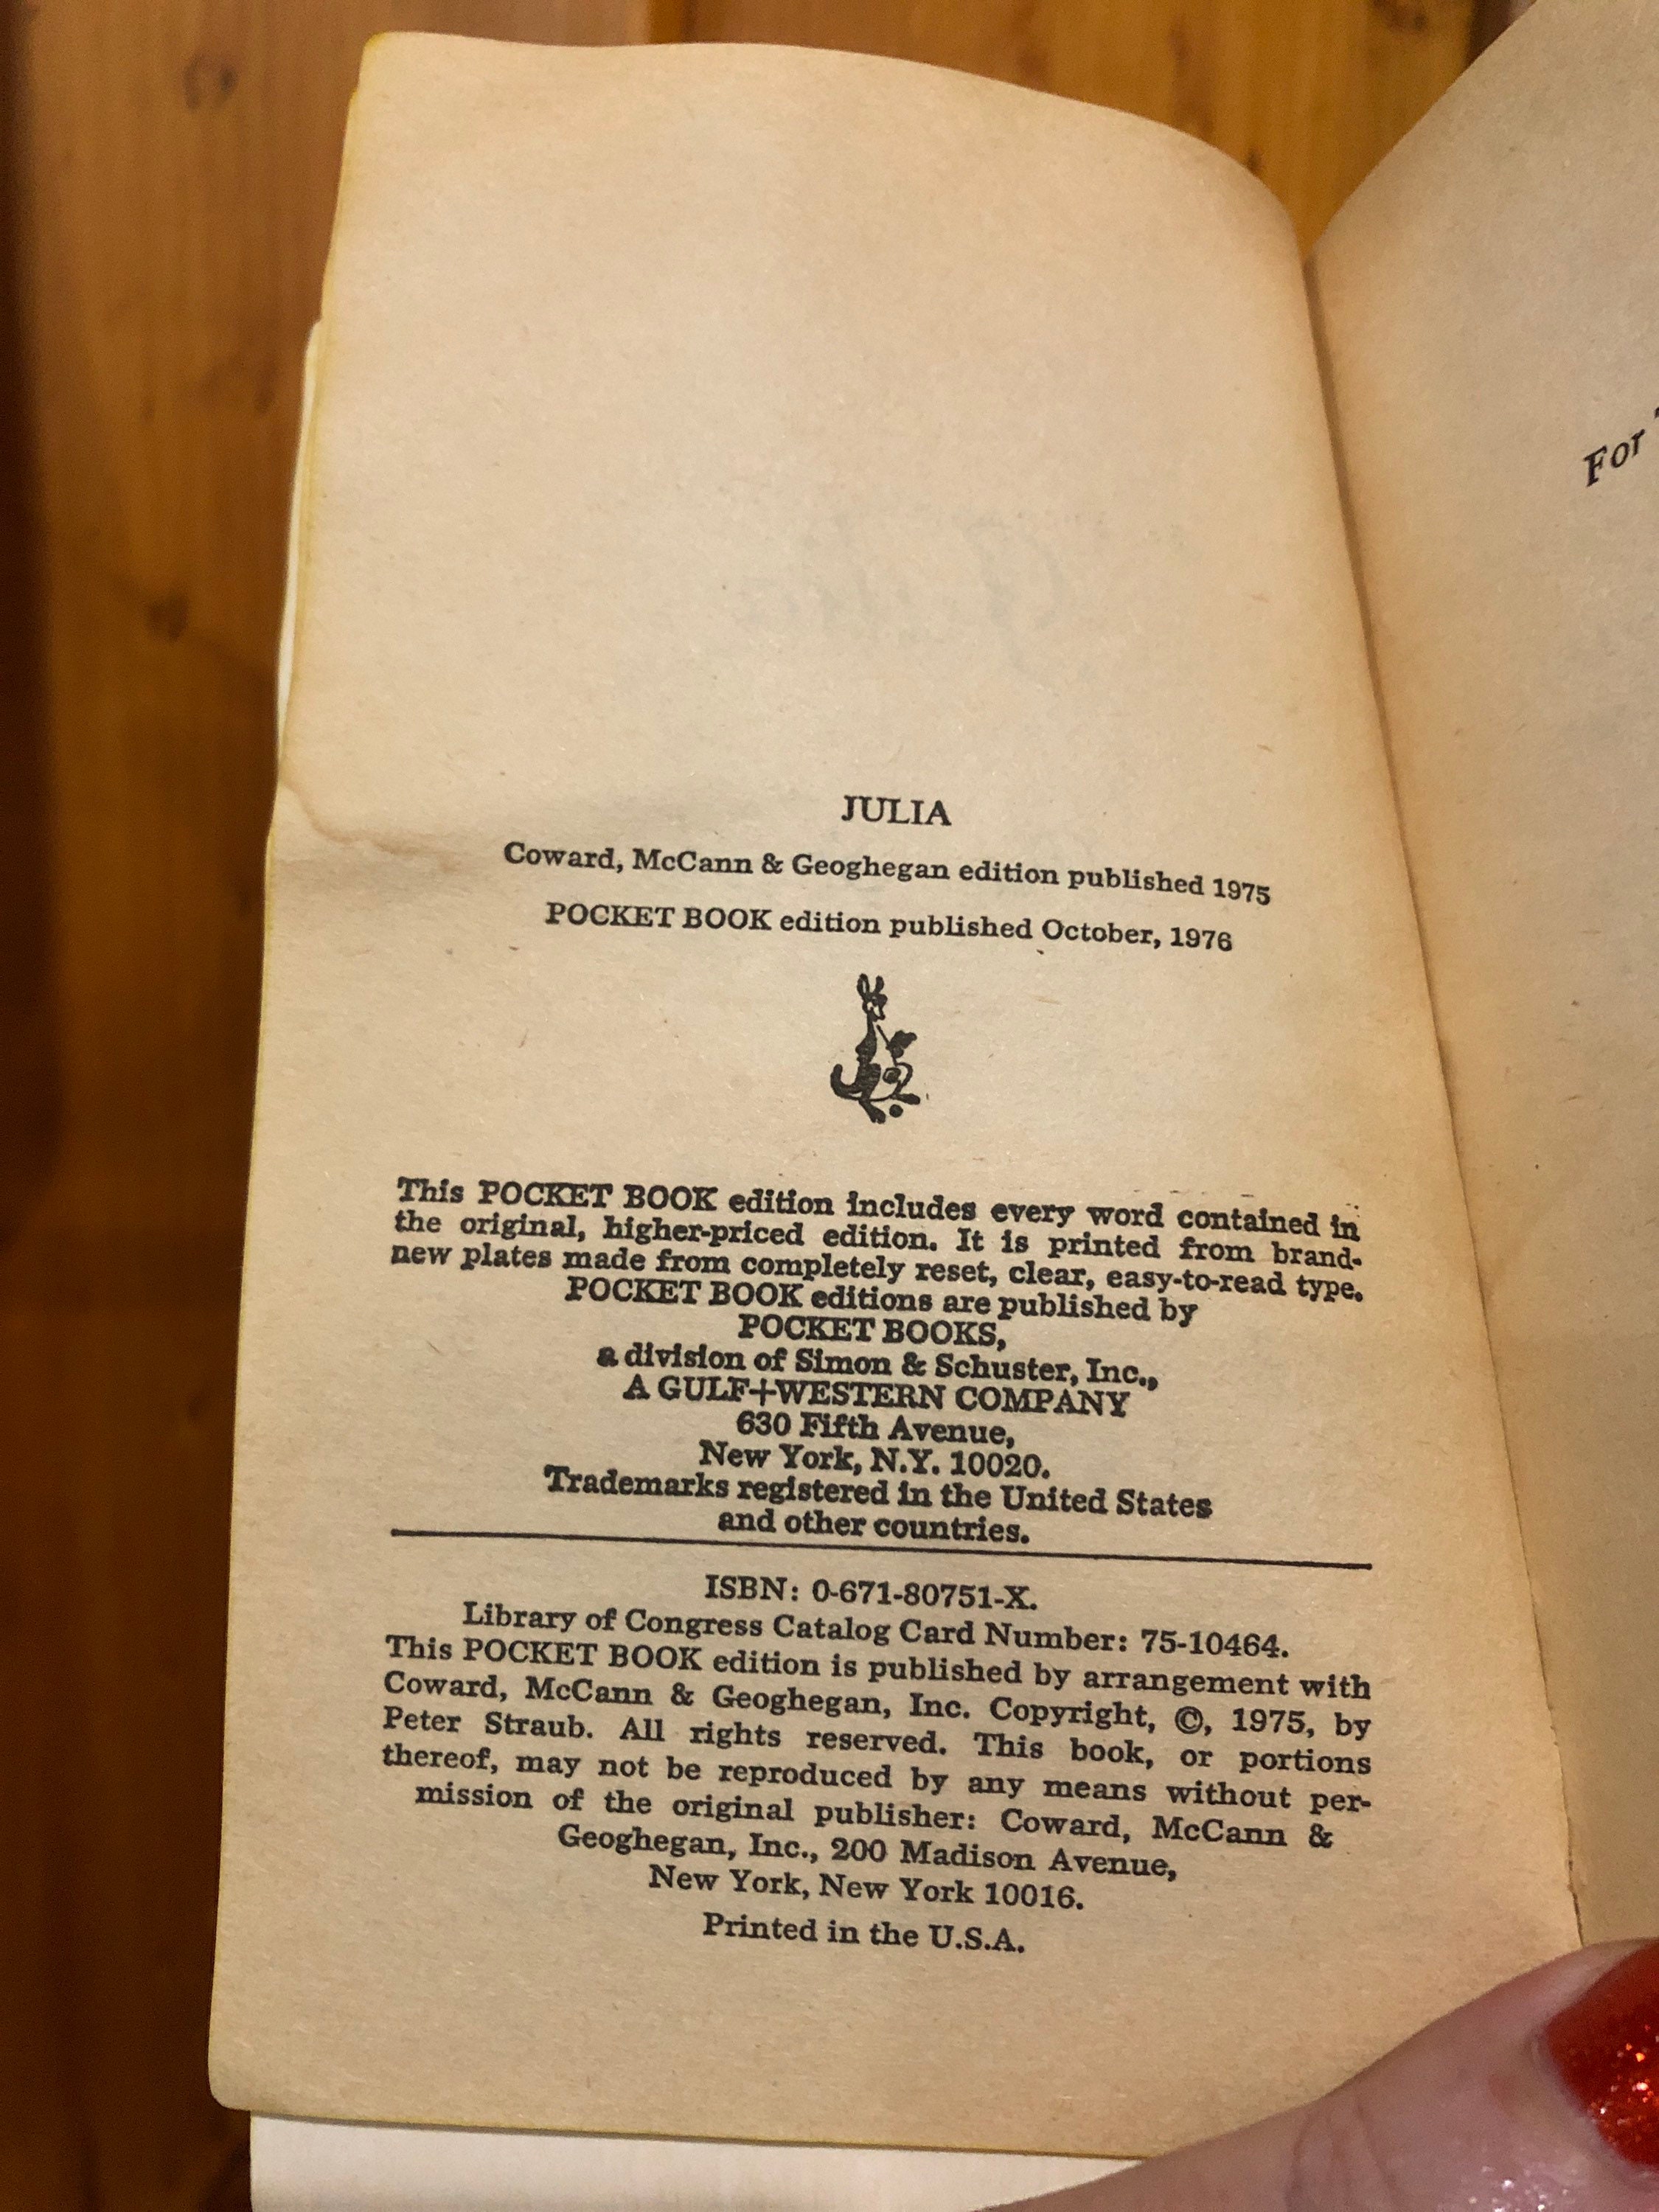 JULIA
Coward, McCann & Geoghegan edition published 1975
POCKET BOOK edition published October, 1976
This POCKET BOOK edition includes every word contained in
the original, higher-priced edition. It is printed from brand-
new plates made from completely reset, clear, easy-to-read type.
POCKET BOOK editions are published by
POCKET BOOKS,
a division of Simon & Schuster, Inc.,
A GULF+WESTERN COMPANY
630 Fifth Avenue,
New York, N.Y. 10020.
Trademarks registered in the United States
and other countries.
ISBN: 0-671-80751-X.
Library of Congress Catalog Card Number: 75-10464.
This POCKET BOOK edition is published by arrangement with
Coward, McCann & Geoghegan, Inc. Copyright, ©, 1975, by
Peter Straub. All rights reserved. This book, or portions
thereof, may not be reproduced by any means without per-
mission of the original publisher: Coward, McCann &
Geoghegan, Inc., 200 Madison Avenue,
New York, New York 10016.
Printed in the U.S.A.
For